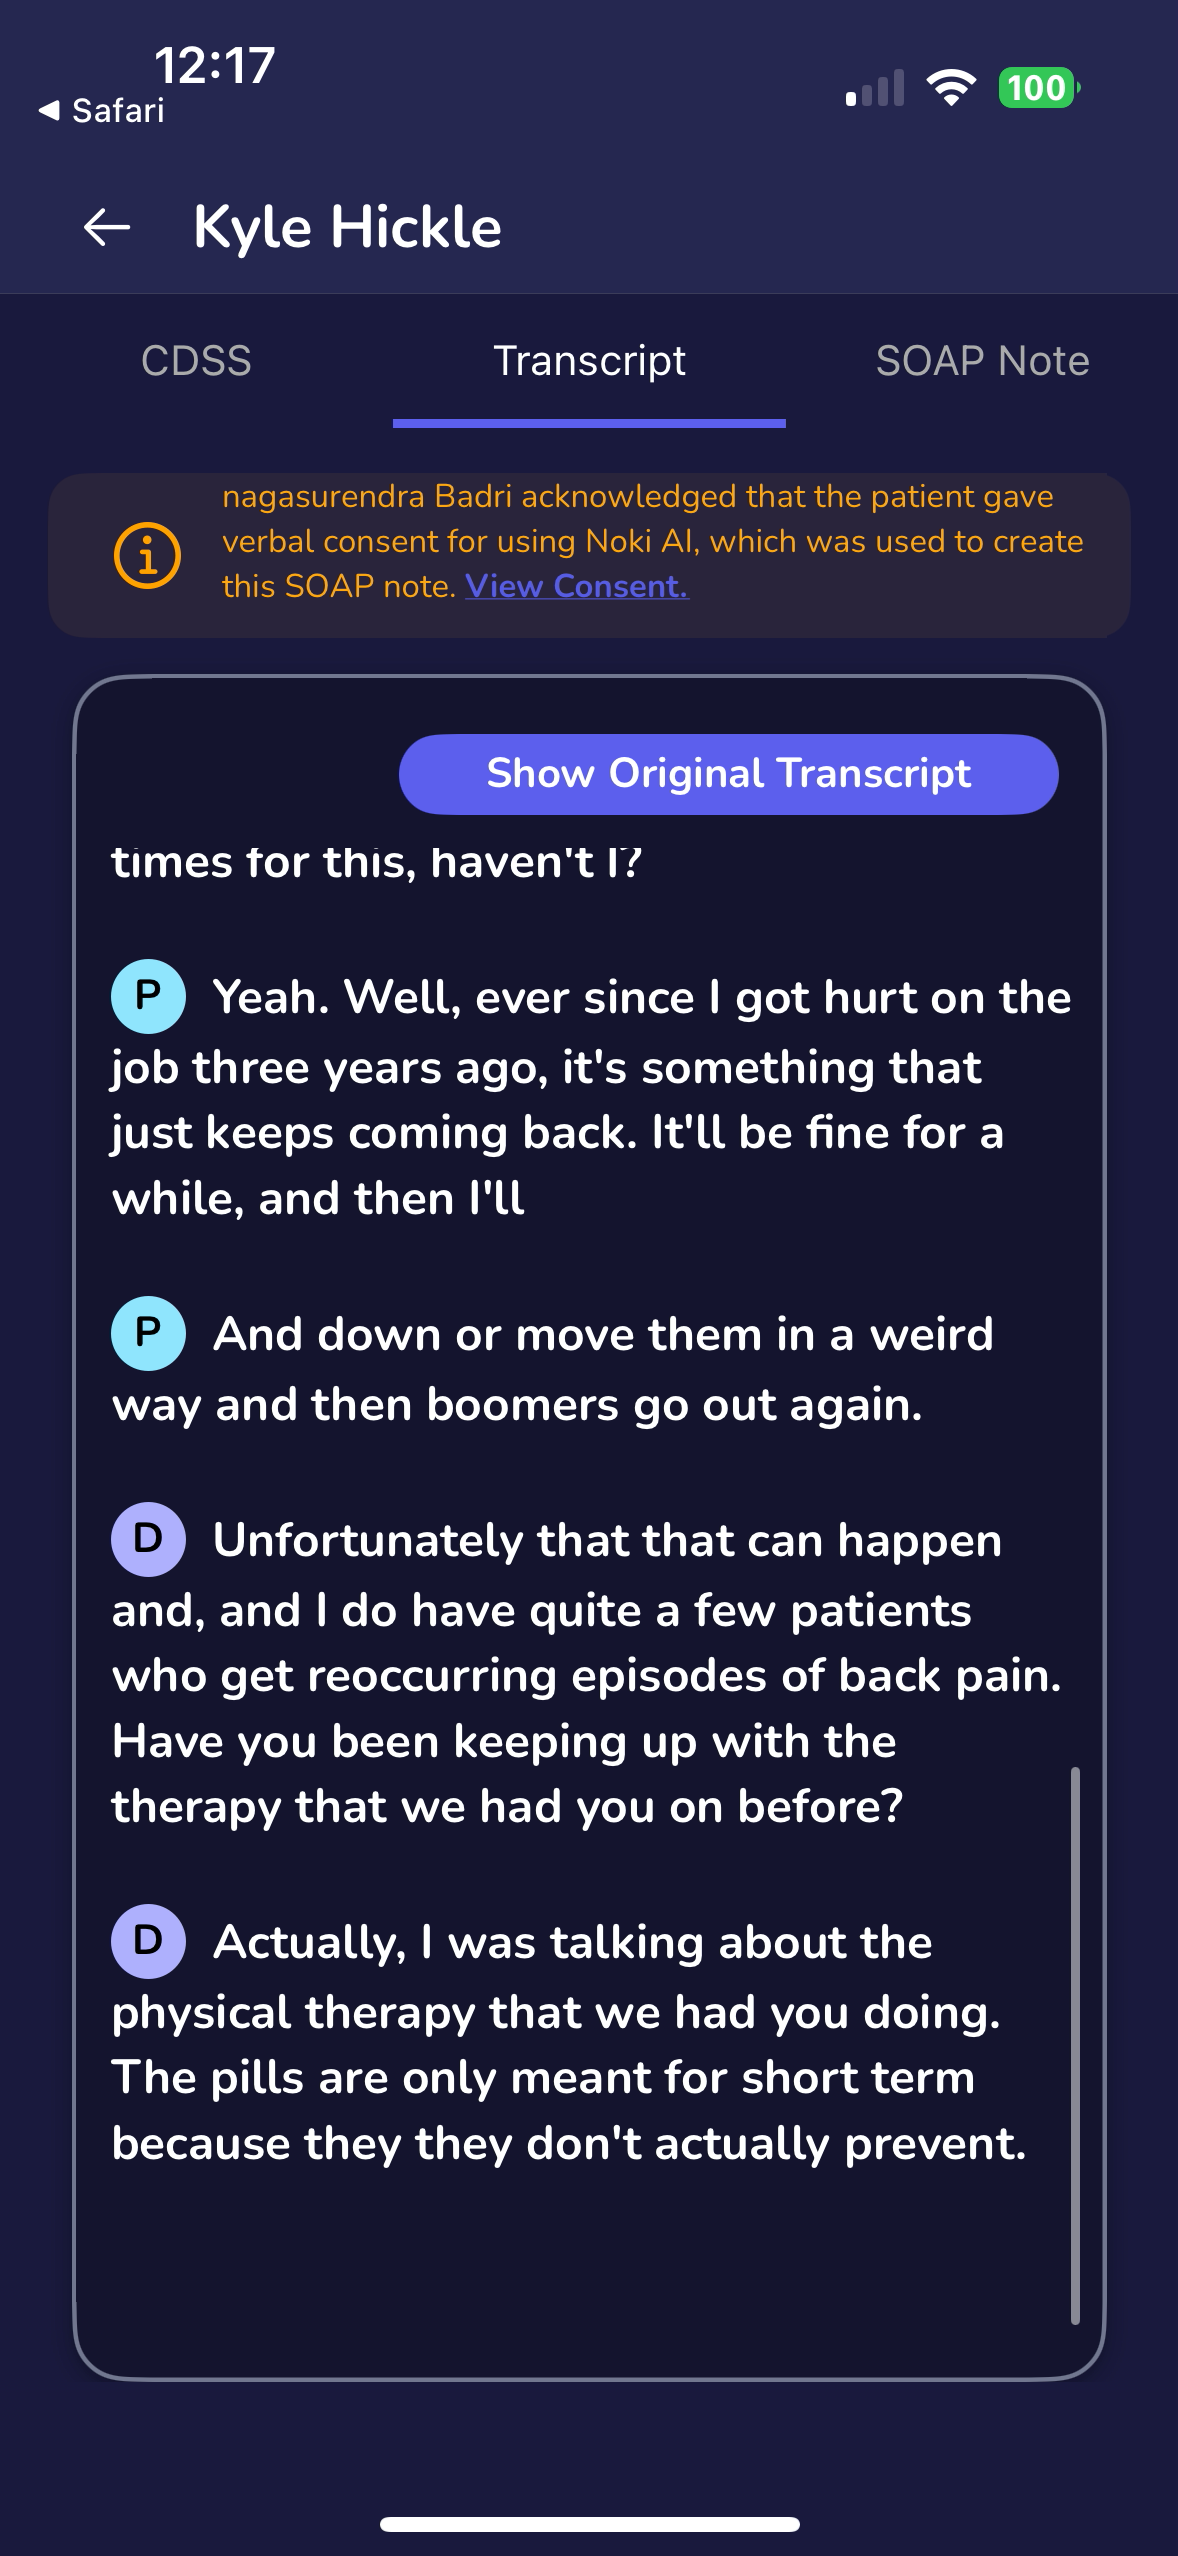 12:17
Safari
100
Kyle Hickle
CDSS
Transcript
SOAP Note
nagasurendra Badri acknowledged that the patient gave
verbal consent for using Noki AI, which was used to create
this SOAP note. View Consent.
Show Original Transcript
times for this, haven't I?
P Yeah. Well, ever since I got hurt on the
job three years ago, it's something that
just keeps coming back. It'll be fine for a
while, and then I'll
P And down or move them in a weird
way and then boomers go out again.
D Unfortunately that that can happen
and, and I do have quite a few patients
who get reoccurring episodes of back pain.
Have you been keeping up with the
therapy that we had you on before?
D Actually, I was talking about the
physical therapy that we had you doing.
The pills are only meant for short term
because they they don't actually prevent.